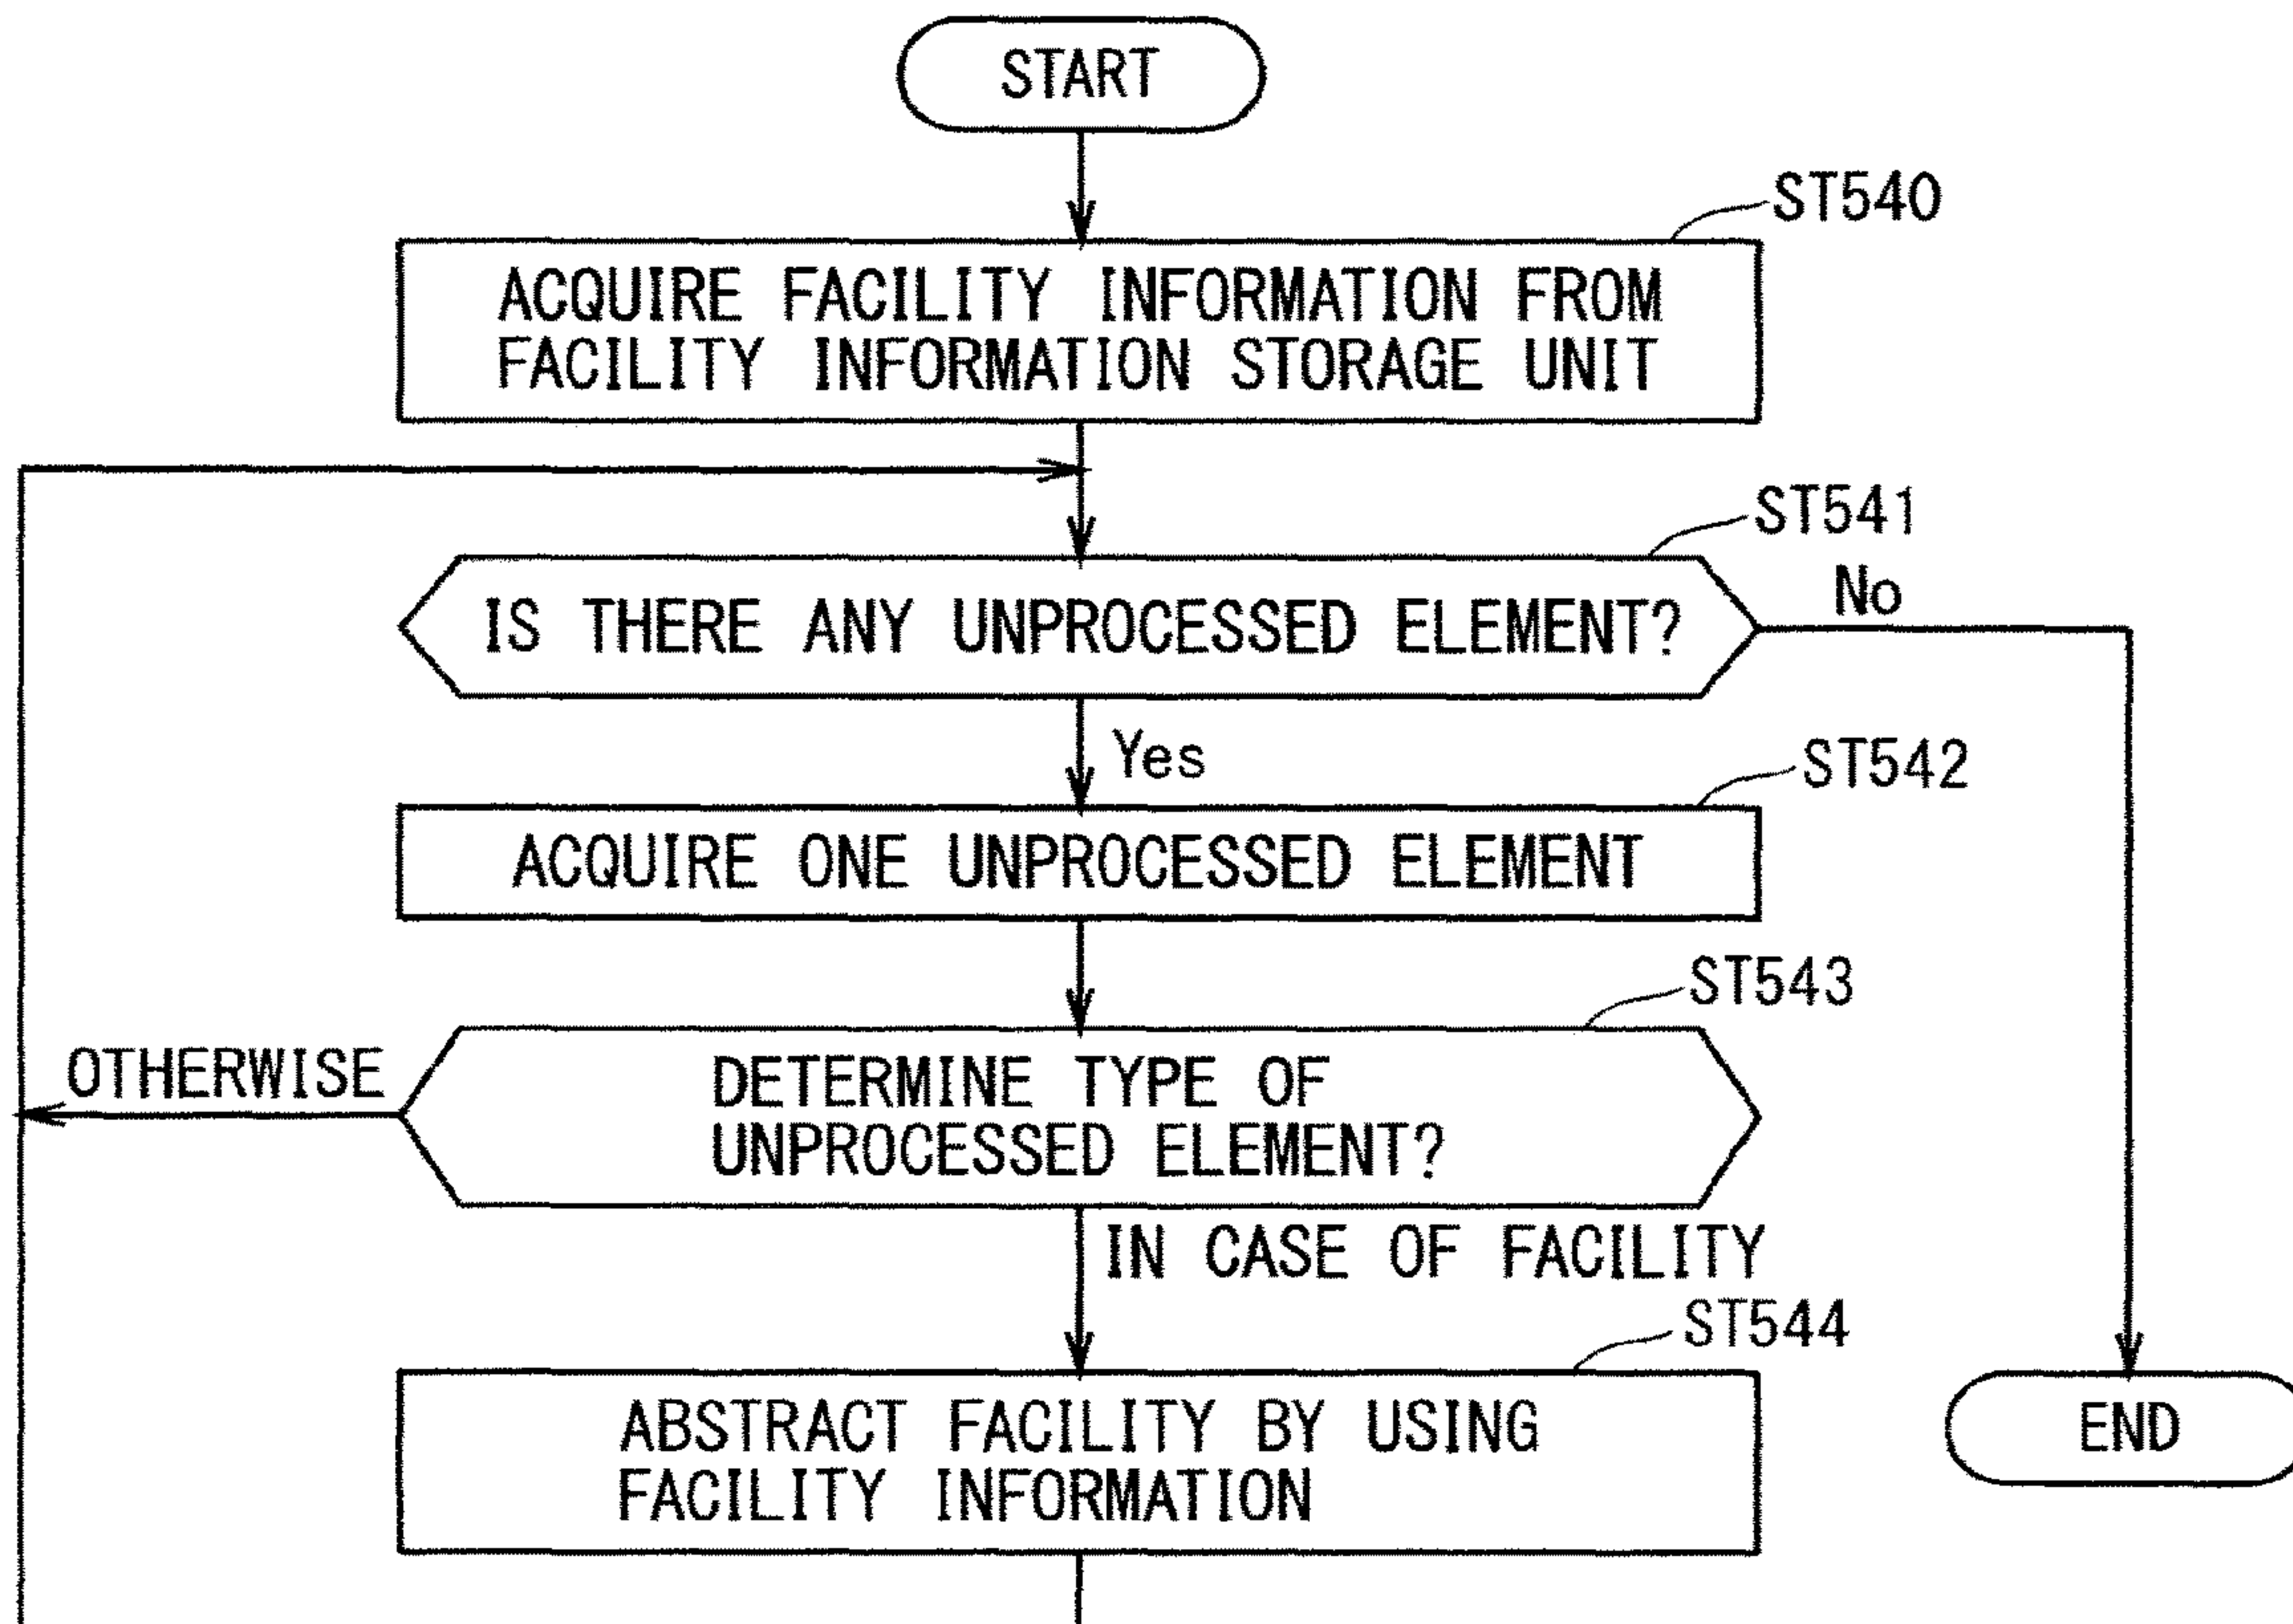 START
ST540
ACQUIRE FACILITY INFORMATION FROM
FACILITY INFORMATION STORAGE UNIT
ST541
IS THERE ANY UNPROCESSED ELEMENT?
No
Yes
ST542
ACQUIRE ONE UNPROCESSED ELEMENT
ST543
OTHERWISE
DETERMINE TYPE OF
UNPROCESSED ELEMENT?
IN CASE OF FACILITY
ST544
ABSTRACT FACILITY BY USING
FACILITY INFORMATION
END